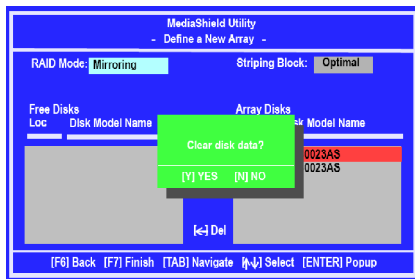 MediaShield Utility
- Define a New Array -
RAID Mode: Mirroring Striping Block: Optimal
Free Disks Array Disks
Loc Disk Model Name sk Model Name
Clear disk data?
[Y] YES [N] NO
0023AS
0023AS
[←] Del
[F6] Back [F7] Finish [TAB] Navigate [↑↓] Select [ENTER] Popup